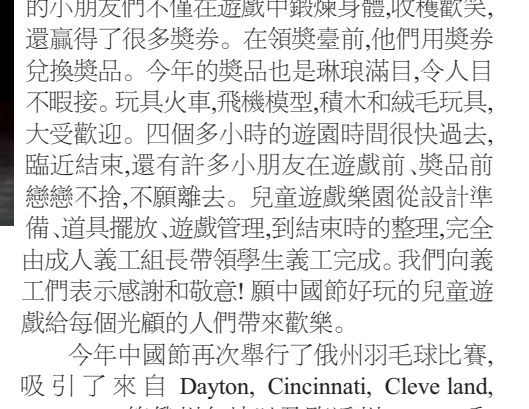 的小朋友們不僅在遊戲中鍛煉身體,收穫歡笑,
還贏得了很多獎券。在領獎臺前,他們用獎券
兌換獎品。今年的獎品也是琳琅滿目,令人目
不暇接。玩具火車,飛機模型,積木和絨毛玩具,
大受歡迎。四個多小時的遊園時間很快過去,
臨近結束,還有許多小朋友在遊戲前、獎品前
戀戀不捨,不願離去。兒童遊戲樂園從設計準
備、道具擺放、遊戲管理,到結束時的整理,完全
由成人義工組長帶領學生義工完成。我們向義
工們表示感謝和敬意! 願中國節好玩的兒童遊
戲給每個光顧的人們帶來歡樂。
今年中國節再次舉行了俄州羽毛球比賽,
吸引了來自 Dayton, Cincinnati, Cleve land,